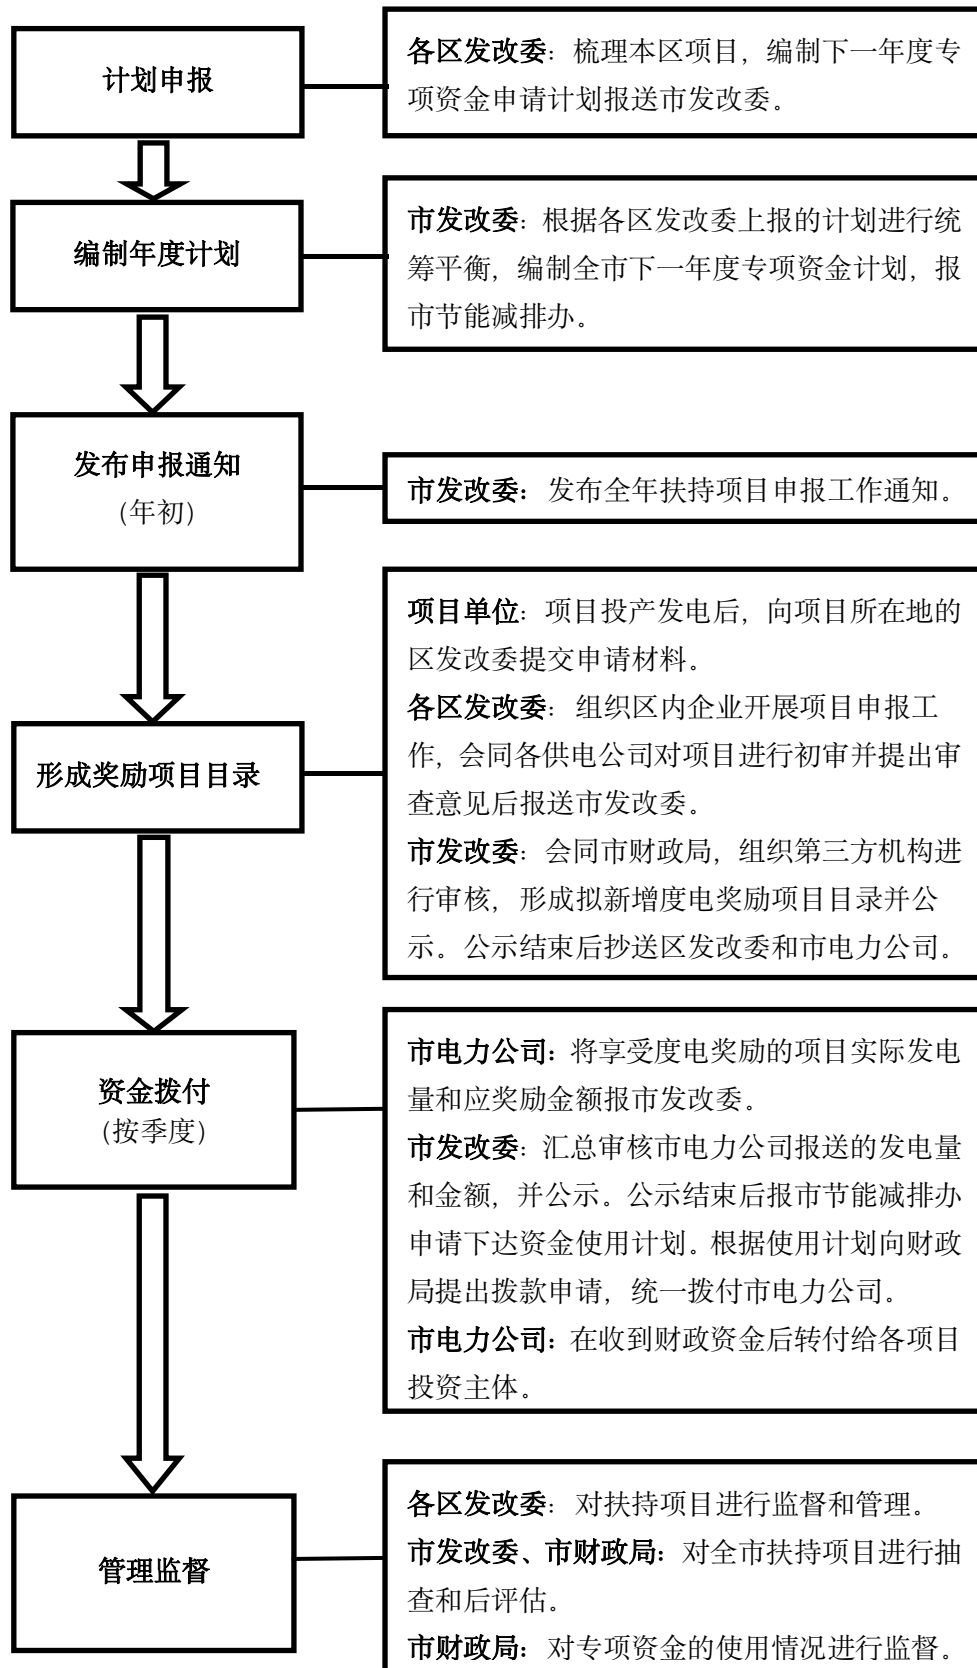 计划申报
各区发改委：梳理本区项目，编制下一年度专
项资金申请计划报送市发改委。
编制年度计划
市发改委：根据各区发改委上报的计划进行统
筹平衡，编制全市下一年度专项资金计划，报
市节能减排办。
发布申报通知
（年初）
市发改委：发布全年扶持项目申报工作通知。
形成奖励项目目录
项目单位：项目投产发电后，向项目所在地的
区发改委提交申请材料。
各区发改委：组织区内企业开展项目申报工
作，会同各供电公司对项目进行初审并提出审
查意见后报送市发改委。
市发改委：会同市财政局，组织第三方机构进
行审核，形成拟新增度电奖励项目目录并公
示。公示结束后抄送区发改委和市电力公司。
资金拨付
（按季度）
市电力公司：将享受度电奖励的项目实际发电
量和应奖励金额报市发改委。
市发改委：汇总审核市电力公司报送的发电量
和金额，并公示。公示结束后报市节能减排办
申请下达资金使用计划。根据使用计划向财政
局提出拨款申请，统一拨付市电力公司。
市电力公司：在收到财政资金后转付给各项目
投资主体。
管理监督
各区发改委：对扶持项目进行监督和管理。
市发改委、市财政局：对全市扶持项目进行抽
查和后评估。
市财政局：对专项资金的使用情况进行监督。